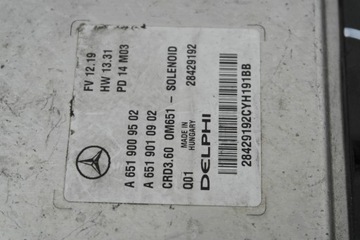 FV 12.19
HW 13.31
PD 14 M03
A 651 900 95 02
A 651 901 09 02
CRD3.60 OM651 - SOLENOID
28429192
Q01
MADE IN
HUNGARY
DELPHI
28429192CYH191BB